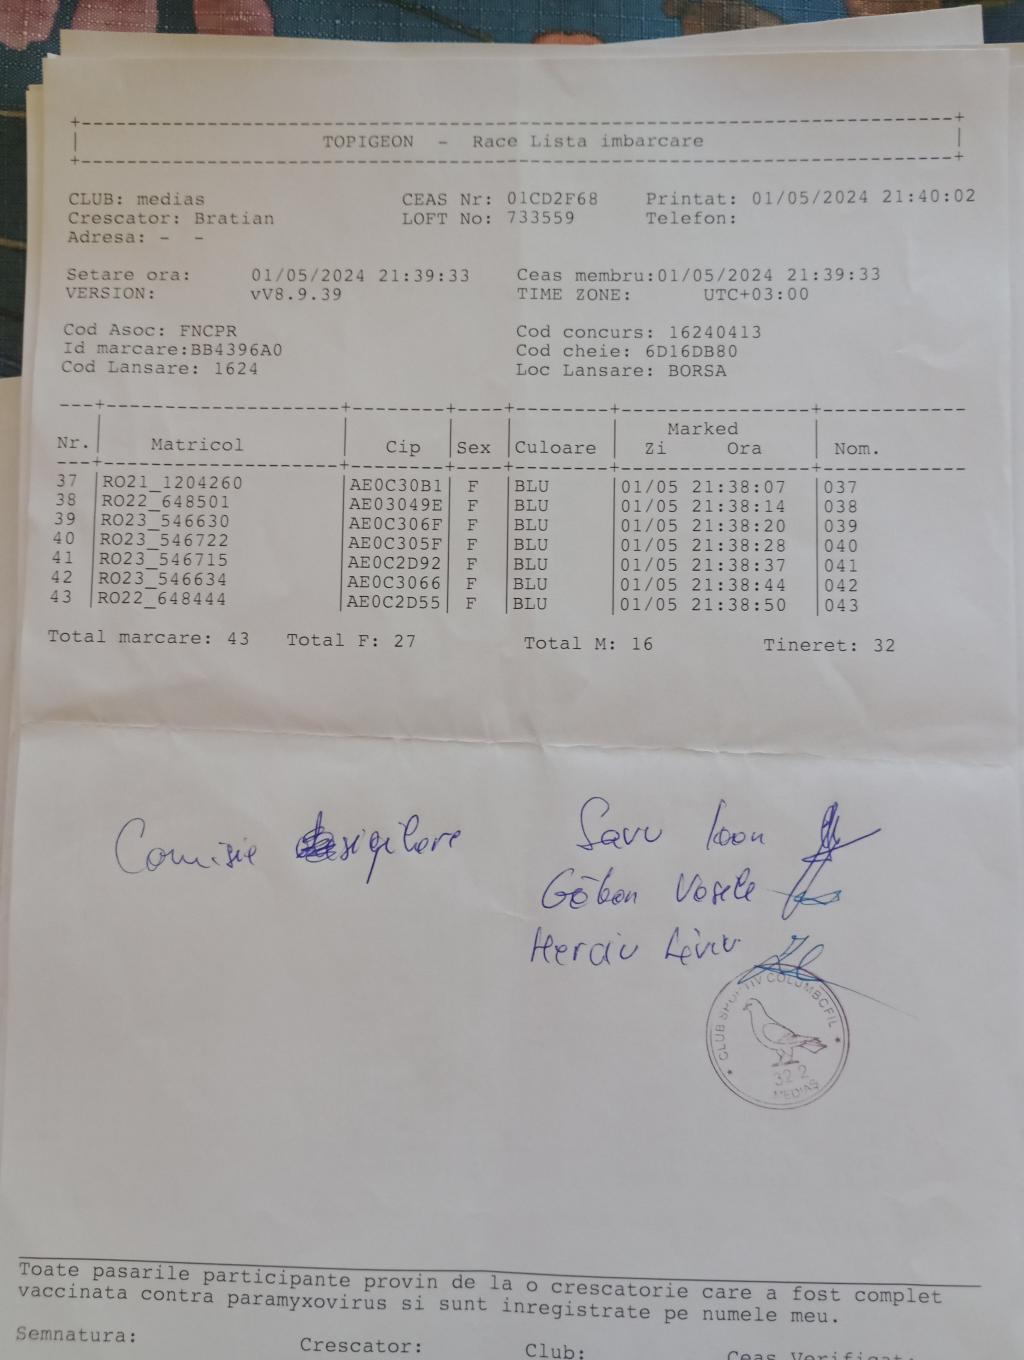 TOPIGEON - Race Lista imbarcare
CLUB: medias CEAS Nr: 01CD2F68 Printat: 01/05/2024 21:40:02
Crescator: Bratian LOFT No: 733559 Telefon:
Adresa: - -
Setare ora: 01/05/2024 21:39:33 Ceas membru:01/05/2024 21:39:33
VERSION: vV8.9.39 TIME ZONE: UTC+03:00
Cod Asoc: FNCPR Cod concurs: 16240413
Id marcare:BB4396A0 Cod cheie: 6D16DB80
Cod Lansare: 1624 Loc Lansare: BORSA
Marked
Nr. Matricol Cip Sex Culoare Zi Ora Nom.
37 RO21_1204260 AE0C30B1 F BLU 01/05 21:38:07 037
38 RO22_648501 AE03049E F BLU 01/05 21:38:14 038
39 RO23_546630 AE0C306F F BLU 01/05 21:38:20 039
40 RO23_546722 AE0C305F F BLU 01/05 21:38:28 040
41 RO23_546715 AE0C2D92 F BLU 01/05 21:38:37 041
42 RO23_546634 AE0C3066 F BLU 01/05 21:38:44 042
43 RO22_648444 AE0C2D55 F BLU 01/05 21:38:50 043
Total marcare: 43 Total F: 27 Total M: 16 Tineret: 32
Comisie sigilare
Savu Ioan
Găban Vasile
Herciu Liviu
CLUB SPORTIV COLUMBOFIL
322
MEDIAS
Toate pasarile participante provin de la o crescatorie care a fost complet
vaccinata contra paramyxovirus si sunt inregistrate pe numele meu.
Semnatura: Crescator: Club: Ceas Verificat: